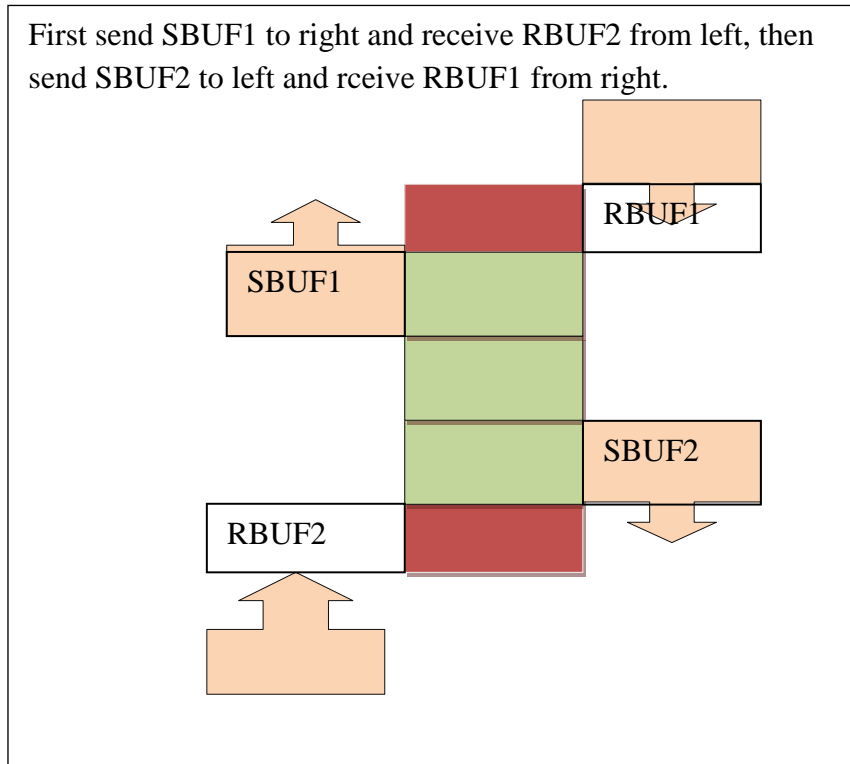 First send SBUF1 to right and receive RBUF2 from left, then
send SBUF2 to left and rceive RBUF1 from right.
RBUF1
SBUF1
SBUF2
RBUF2